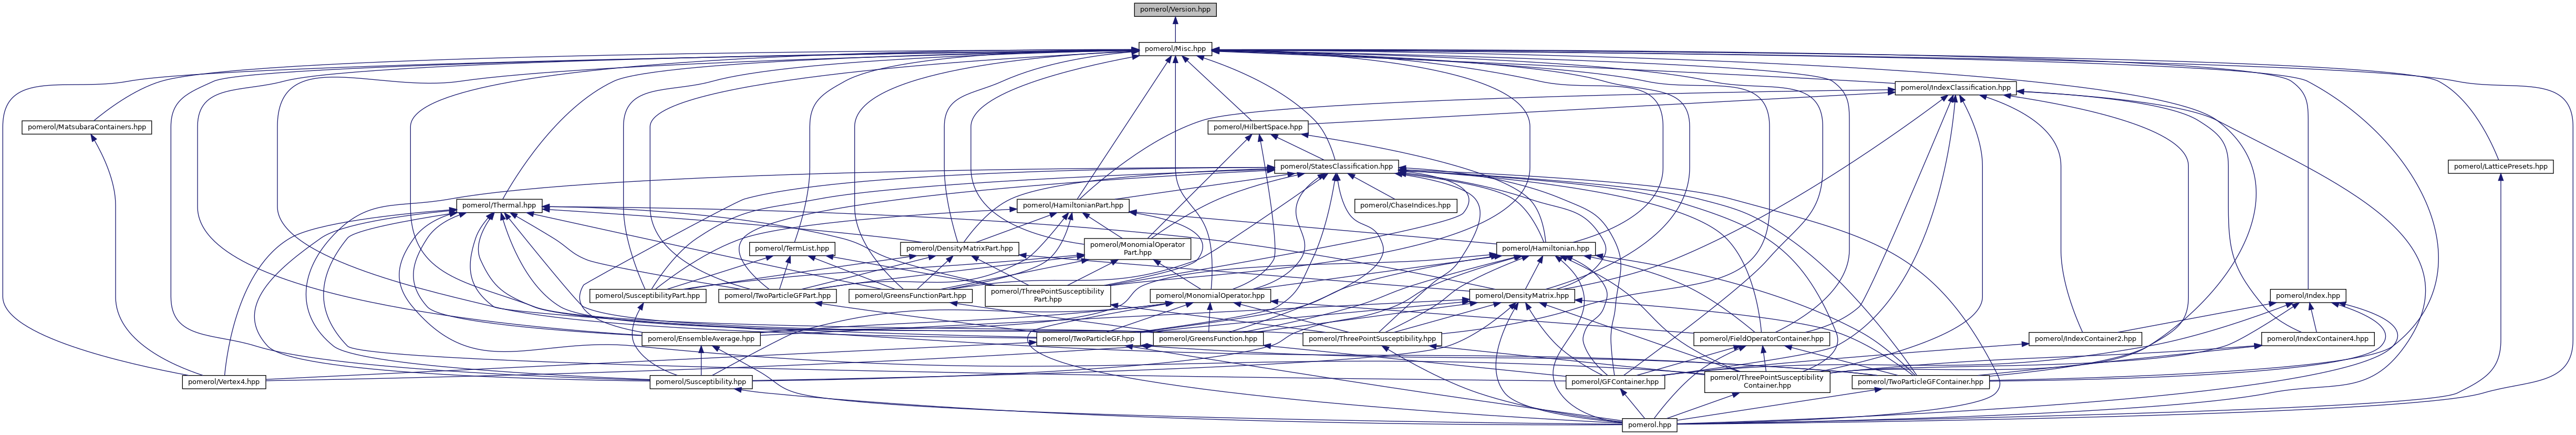 pomerol/Version.hpp
pomerol/Misc.hpp
pomerol/IndexClassification.hpp
pomerol/MatsubaraContainers.hpp
pomerol/HilbertSpace.hpp
pomerol/StatesClassification.hpp
pomerol/LatticePresets.hpp
pomerol/Thermal.hpp
pomerol/HamiltonianPart.hpp
pomerol/ChaseIndices.hpp
pomerol/TermList.hpp
pomerol/DensityMatrixPart.hpp
pomerol/MonomialOperator
Part.hpp
pomerol/Hamiltonian.hpp
pomerol/SusceptibilityPart.hpp
pomerol/TwoParticleGFPart.hpp
pomerol/GreensFunctionPart.hpp
pomerol/ThreePointSusceptibility
Part.hpp
pomerol/MonomialOperator.hpp
pomerol/DensityMatrix.hpp
pomerol/Index.hpp
pomerol/EnsembleAverage.hpp
pomerol/TwoParticleGF.hpp
pomerol/GreensFunction.hpp
pomerol/ThreePointSusceptibility.hpp
pomerol/FieldOperatorContainer.hpp
pomerol/IndexContainer2.hpp
pomerol/IndexContainer4.hpp
pomerol/Vertex4.hpp
pomerol/Susceptibility.hpp
pomerol/GFContainer.hpp
pomerol/ThreePointSusceptibility
Container.hpp
pomerol/TwoParticleGFContainer.hpp
pomerol.hpp